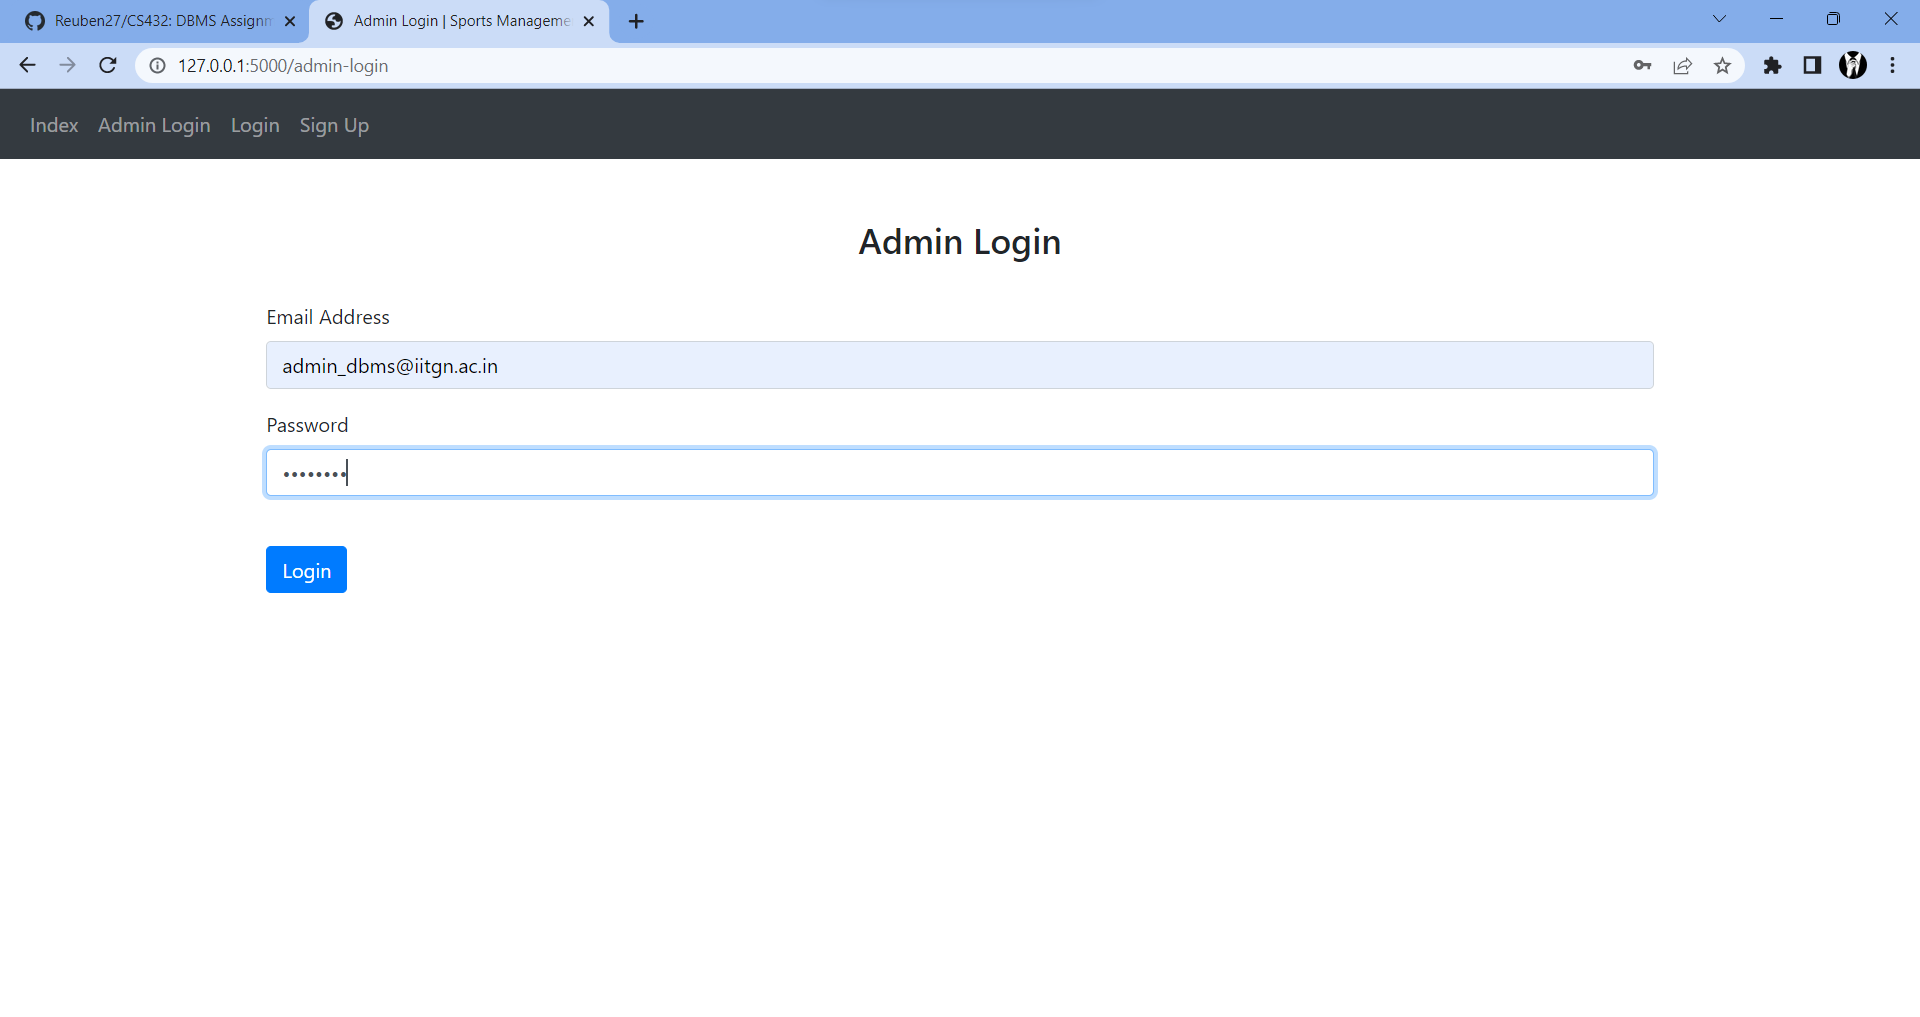 Reuben27/CS432: DBMS Assignm
Admin Login | Sports Manageme
127.0.0.1:5000/admin-login
Index Admin Login Login Sign Up
Admin Login
Email Address
admin_dbms@iitgn.ac.in
Password
••••••••
Login